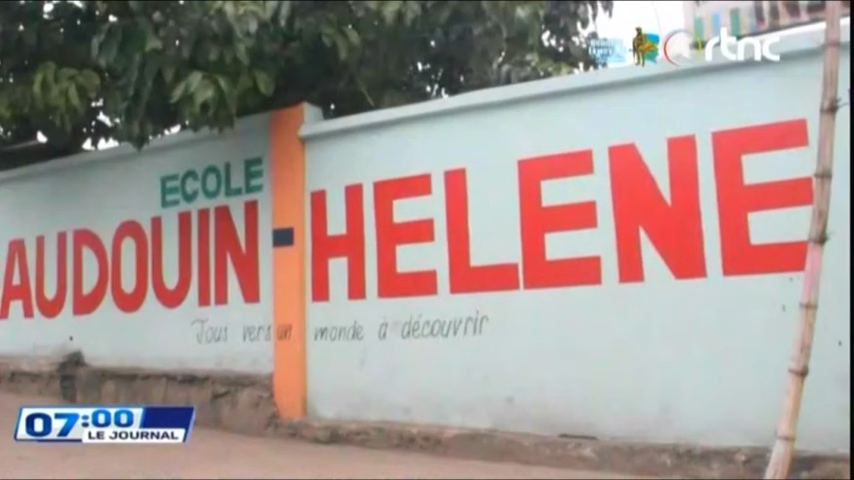 rtnc
ECOLE
AUDOUIN-HELENE
Tous vers un monde à découvrir
07:00
LE JOURNAL